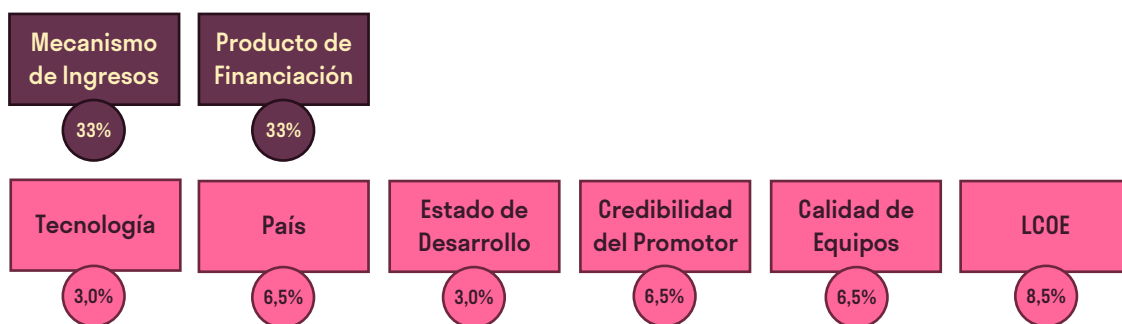 Mecanismo
de Ingresos
33%
Producto de
Financiación
33%
Tecnología
3,0%
País
6,5%
Estado de
Desarrollo
3,0%
Credibilidad
del Promotor
6,5%
Calidad de
Equipos
6,5%
LCOE
8,5%